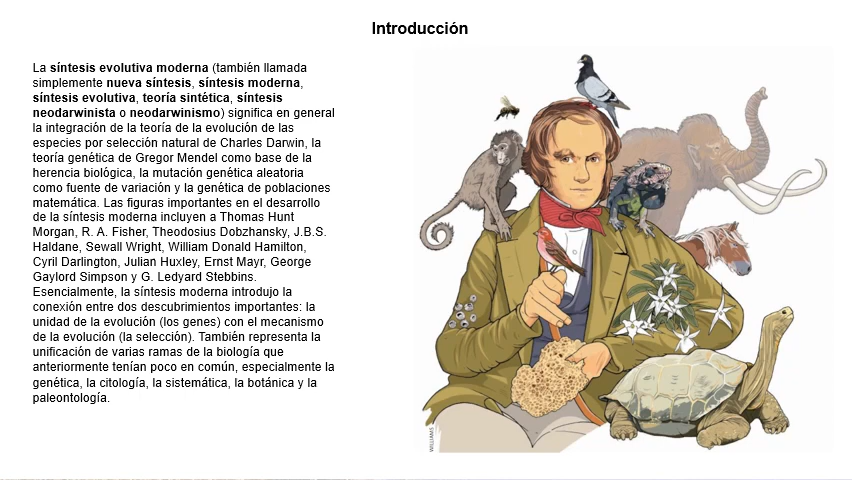 Introducción
La síntesis evolutiva moderna (también llamada
simplemente nueva síntesis, síntesis moderna,
síntesis evolutiva, teoría sintética, síntesis
neodarwinista o neodarwinismo) significa en general
la integración de la teoría de la evolución de las
especies por selección natural de Charles Darwin, la
teoría genética de Gregor Mendel como base de la
herencia biológica, la mutación genética aleatoria
como fuente de variación y la genética de poblaciones
matemática. Las figuras importantes en el desarrollo
de la síntesis moderna incluyen a Thomas Hunt
Morgan, R. A. Fisher, Theodosius Dobzhansky, J.B.S.
Haldane, Sewall Wright, William Donald Hamilton,
Cyril Darlington, Julian Huxley, Ernst Mayr, George
Gaylord Simpson y G. Ledyard Stebbins.
Esencialmente, la síntesis moderna introdujo la
conexión entre dos descubrimientos importantes: la
unidad de la evolución (los genes) con el mecanismo
de la evolución (la selección). También representa la
unificación de varias ramas de la biología que
anteriormente tenían poco en común, especialmente la
genética, la citología, la sistemática, la botánica y la
paleontología.
WILLIAMS